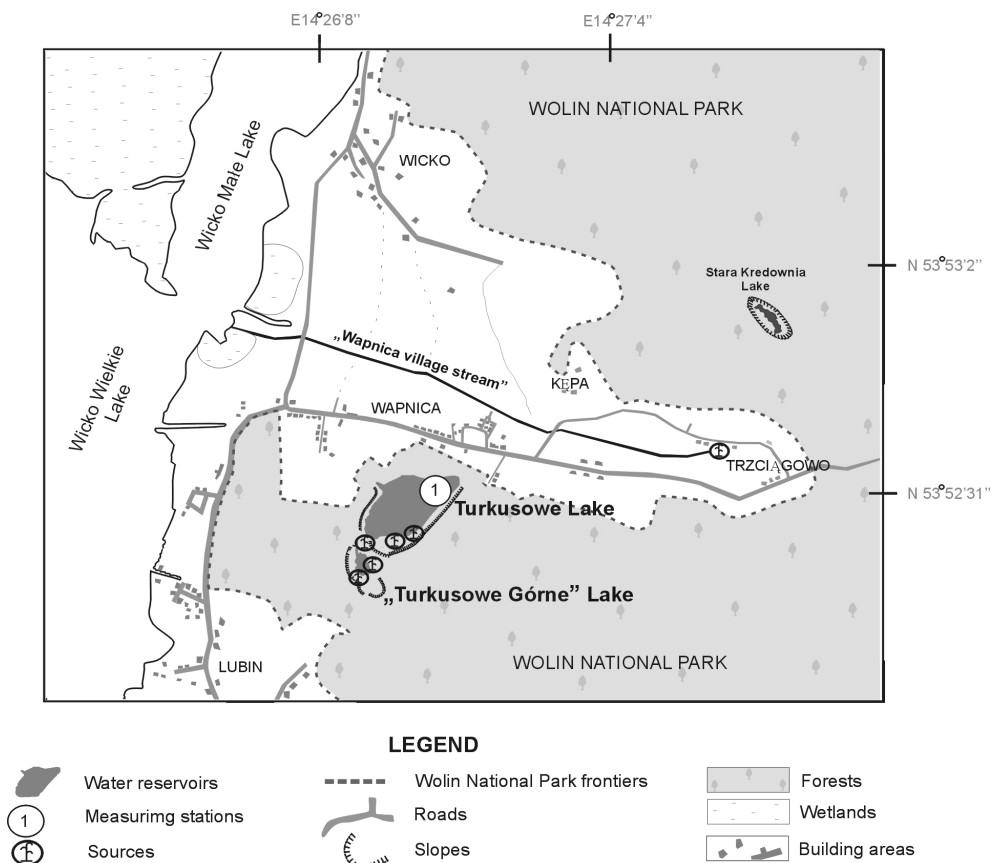 E14°26'8"
E14°27'4"
WOLIN NATIONAL PARK
Wicko Małe Lake
WICKO
N 53°53'2"
Stara Kredownia
Lake
„Wapnica village stream"
Wicko Wielkie
Lake
KĘPA
WAPNICA
TRZCIĄGOWO
N 53°52'31"
1
Turkusowe Lake
„Turkusowe Górne" Lake
WOLIN NATIONAL PARK
LUBIN
LEGEND
Water reservoirs
Wolin National Park frontiers
Forests
1
Measurimg stations
Roads
Wetlands
Sources
Slopes
Building areas